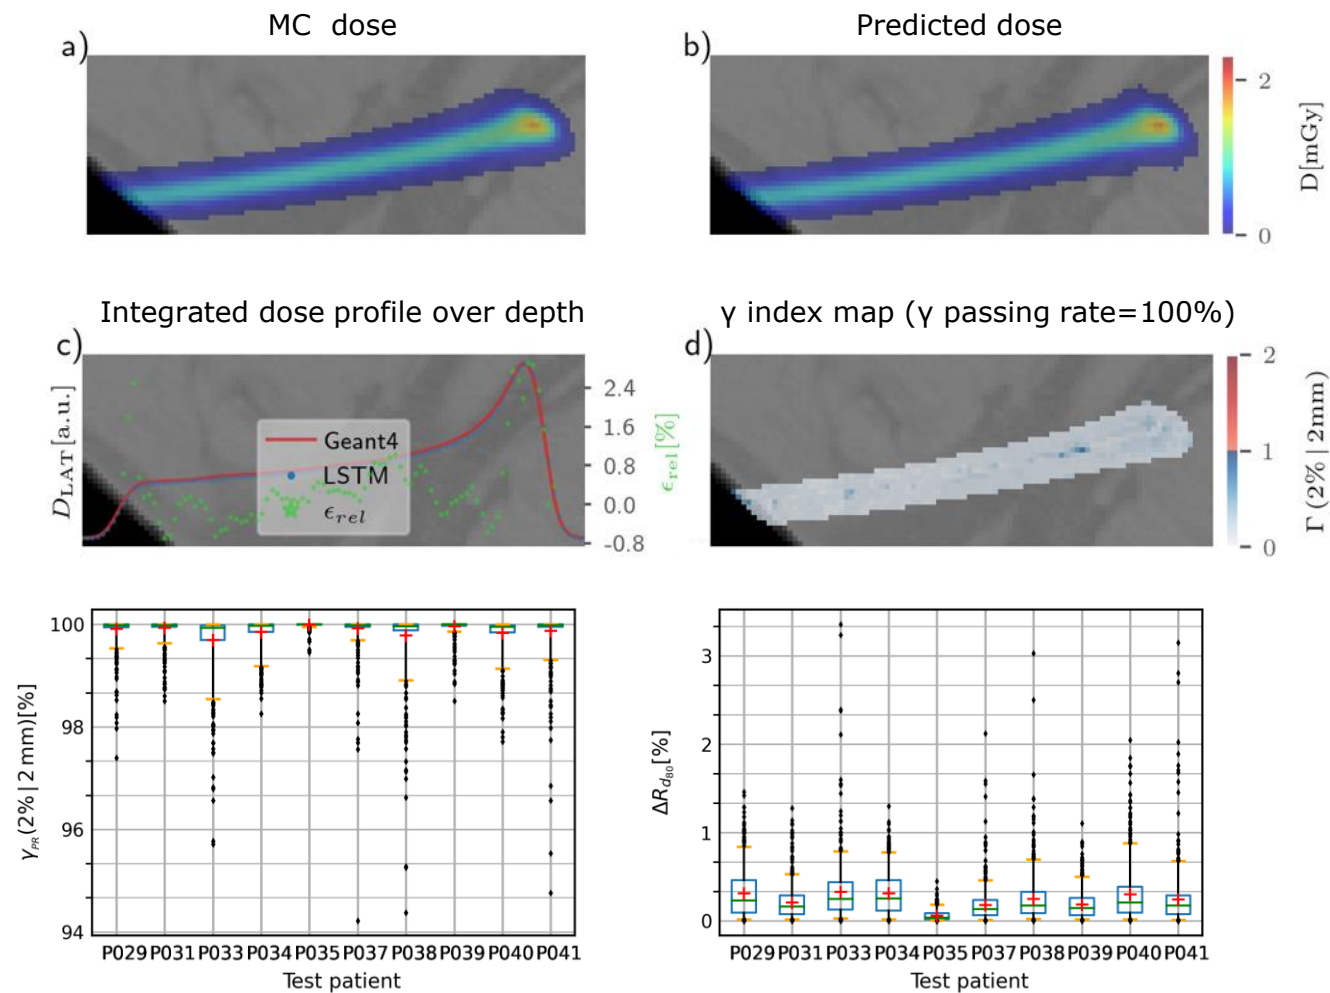 MC dose
Predicted dose
a)
b)
2
0
D[mGy]
Integrated dose profile over depth
γ index map (γ passing rate=100%)
c)
d)
D_LAT [a.u.]
Geant4
LSTM
ϵ_rel
2.4
1.6
0.8
0.0
-0.8
ϵ_rel[%]
2
1
0
Γ (2% | 2mm)
100
98
96
94
γ_PR(2% | 2 mm)[%]
P029 P031 P033 P034 P035 P037 P038 P039 P040 P041
Test patient
3
2
1
0
ΔR_d80[%]
P029 P031 P033 P034 P035 P037 P038 P039 P040 P041
Test patient